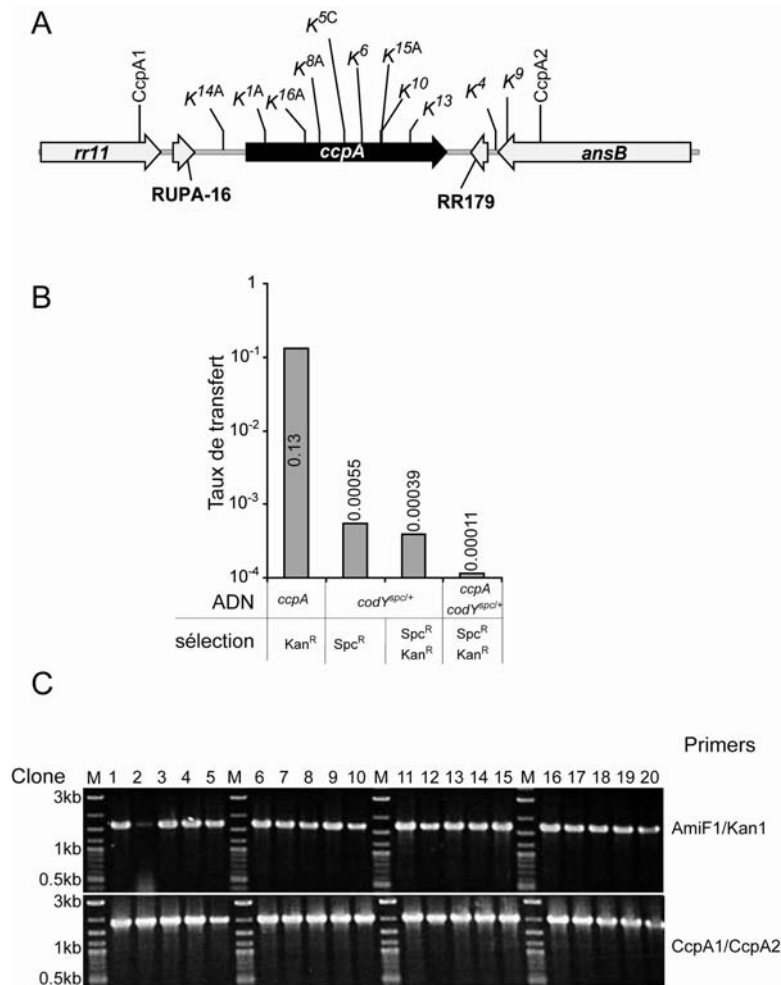 A
CcpA1
K14A
K1A
K16A
K8A
K5C
K6
K15A
K10
K13
K4
K9
CcpA2
rr11
ccpA
ansB
RUPA-16
RR179
B
Taux de transfert
1
10-1
10-2
10-3
10-4
0.13
0.00055
0.00039
0.00011
ADN
ccpA
codYspc/+
ccpA
codYspc/+
sélection
KanR
SpcR
SpcR
KanR
SpcR
KanR
C
Primers
Clone M 1 2 3 4 5 M 6 7 8 9 10 M 11 12 13 14 15 M 16 17 18 19 20
3kb
1kb
0.5kb
AmiF1/Kan1
3kb
1kb
0.5kb
CcpA1/CcpA2